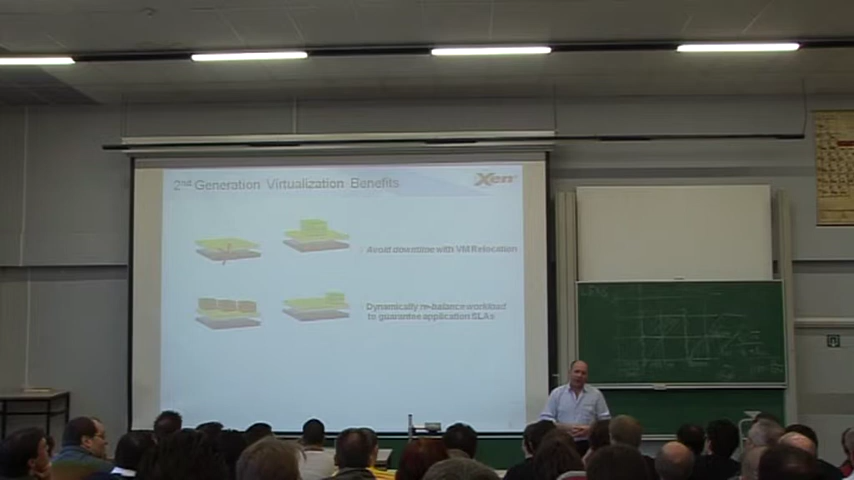 2nd Generation Virtualization Benefits
Xen
Avoid downtime with VM Relocation
Dynamically re-balance workload
to guarantee application SLAs